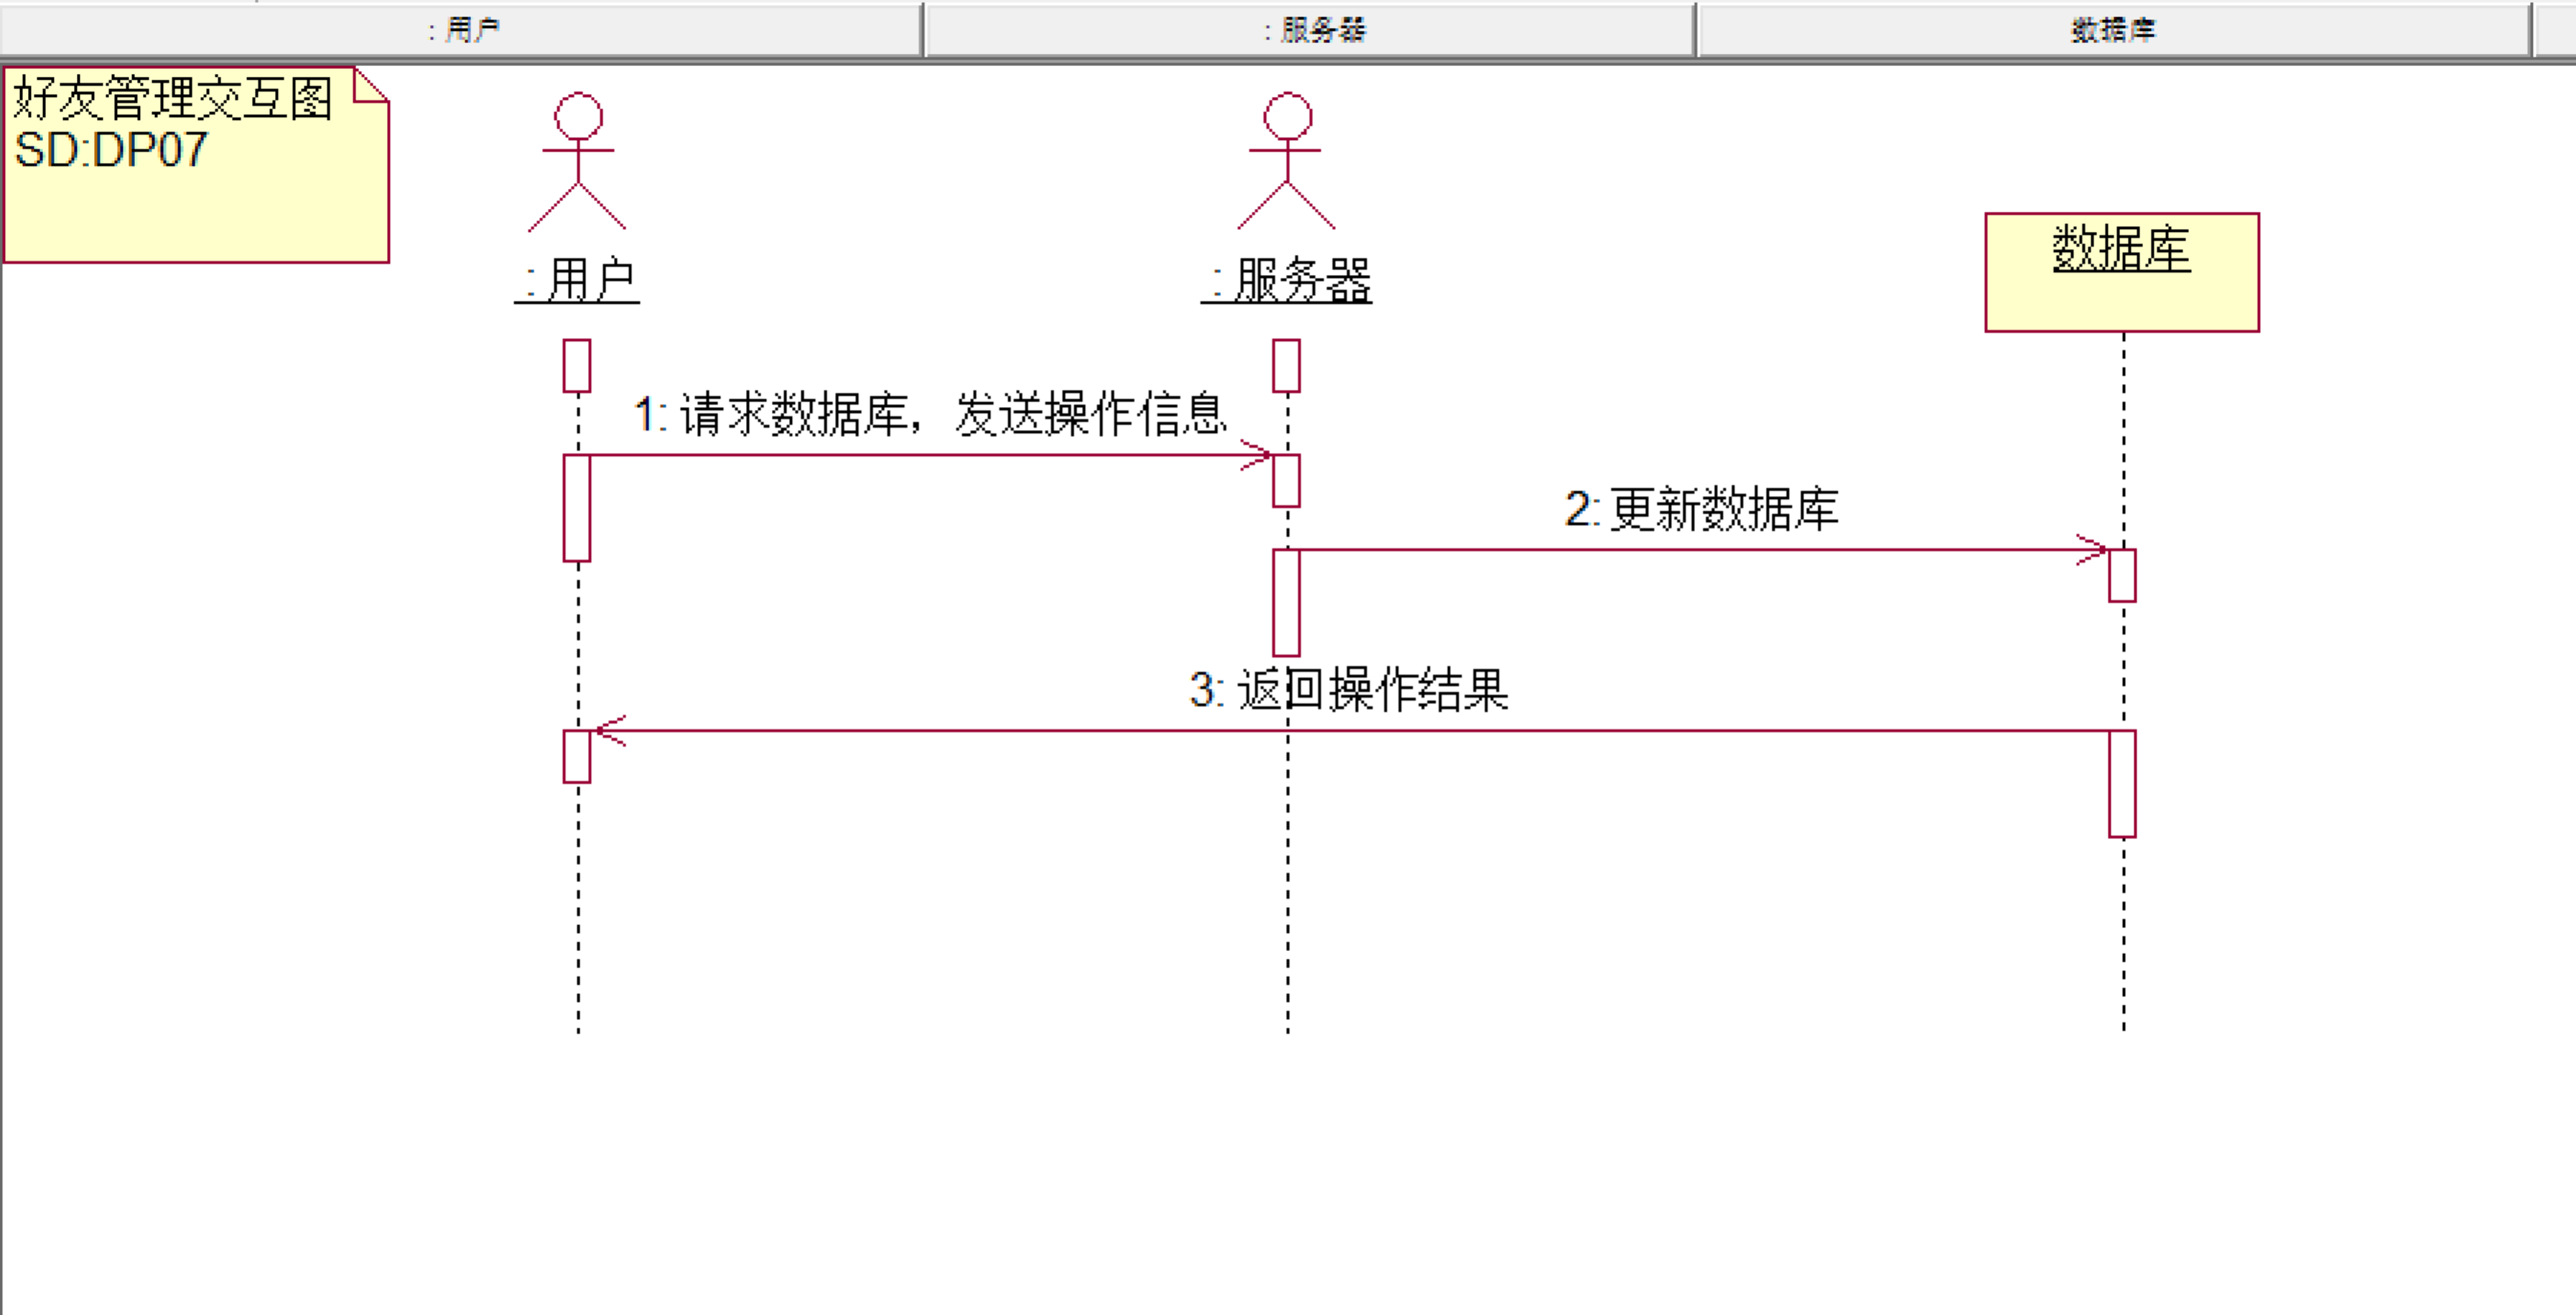 : 用户
: 服务器
数据库
好友管理交互图
SD:DP07
: 用户
: 服务器
数据库
1: 请求数据库，发送操作信息
2: 更新数据库
3: 返回操作结果